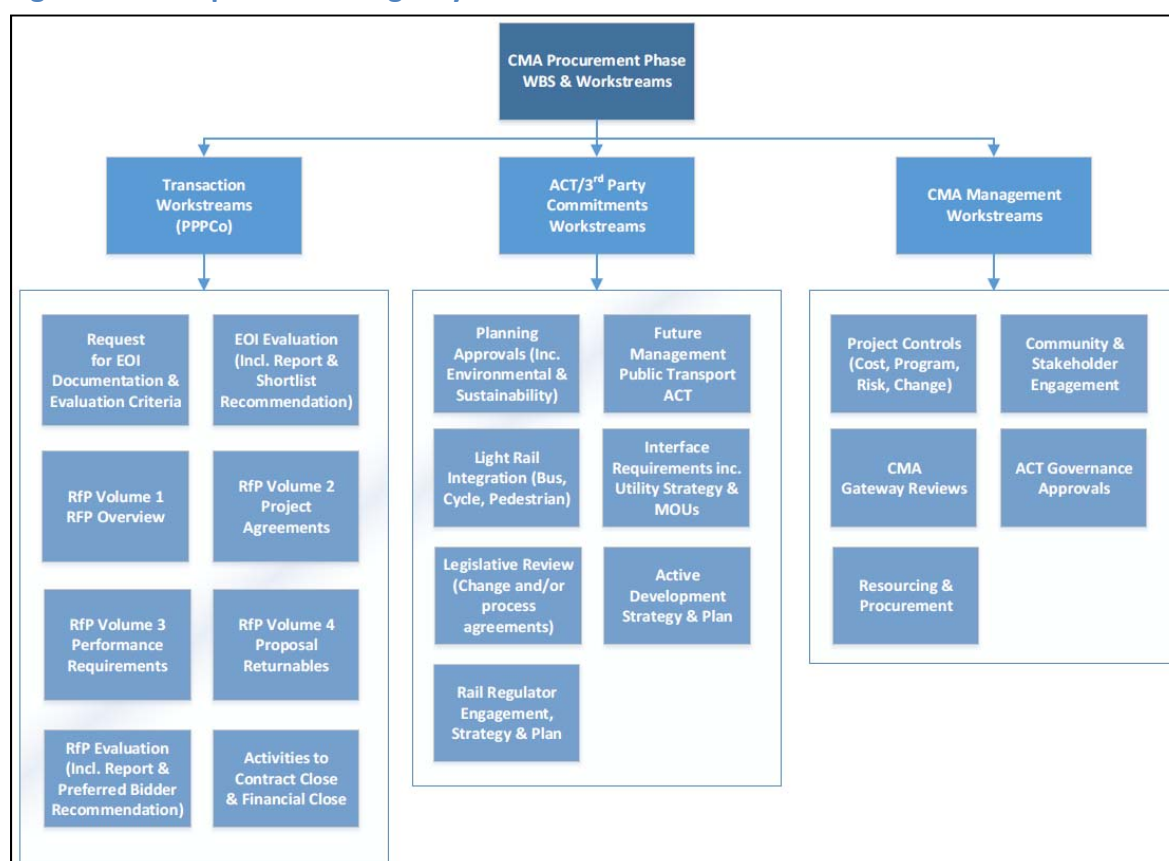 CMA Procurement Phase
WBS & Workstreams
Transaction
Workstreams
(PPPCo)
ACT/3rd Party
Commitments
Workstreams
CMA Management
Workstreams
Request
for EOI
Documentation &
Evaluation Criteria
EOI Evaluation
(Incl. Report &
Shortlist
Recommendation)
RfP Volume 1
RFP Overview
RfP Volume 2
Project
Agreements
RfP Volume 3
Performance
Requirements
RfP Volume 4
Proposal
Returnables
RfP Evaluation
(Incl. Report &
Preferred Bidder
Recommendation)
Activities to
Contract Close
& Financial Close
Planning
Approvals (Inc.
Environmental &
Sustainability)
Future
Management
Public Transport
ACT
Light Rail
Integration (Bus,
Cycle, Pedestrian)
Interface
Requirements inc.
Utility Strategy &
MOUs
Legislative Review
(Change and/or
process
agreements)
Active
Development
Strategy & Plan
Rail Regulator
Engagement,
Strategy & Plan
Project Controls
(Cost, Program,
Risk, Change)
Community &
Stakeholder
Engagement
CMA
Gateway Reviews
ACT Governance
Approvals
Resourcing &
Procurement